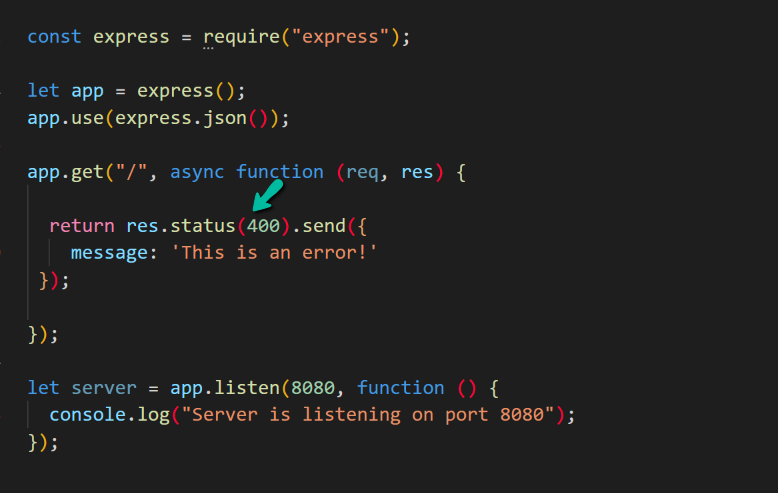 const express = require("express");
let app = express();
app.use(express.json());
app.get("/", async function (req, res) {
return res.status(400).send({
message: 'This is an error!'
});
});
let server = app.listen(8080, function () {
console.log("Server is listening on port 8080");
});